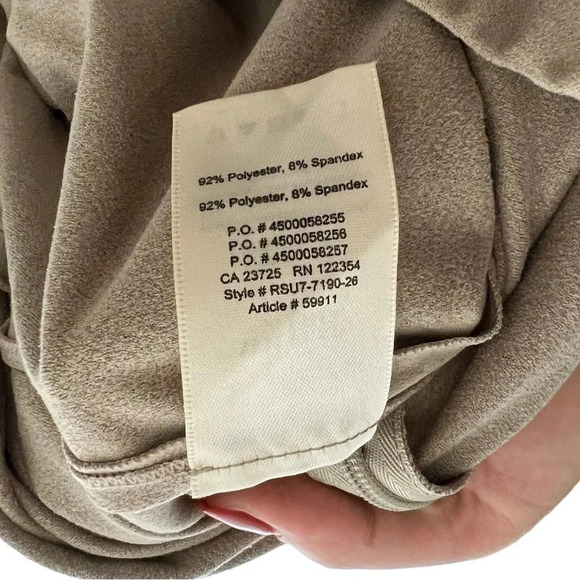 92% Polyester, 8% Spandex
92% Polyester, 8% Spandex
P.O. # 4500058255
P.O. # 4500058256
P.O. # 4500058257
CA 23725 RN 122354
Style # RSU7-7190-26
Article # 59911